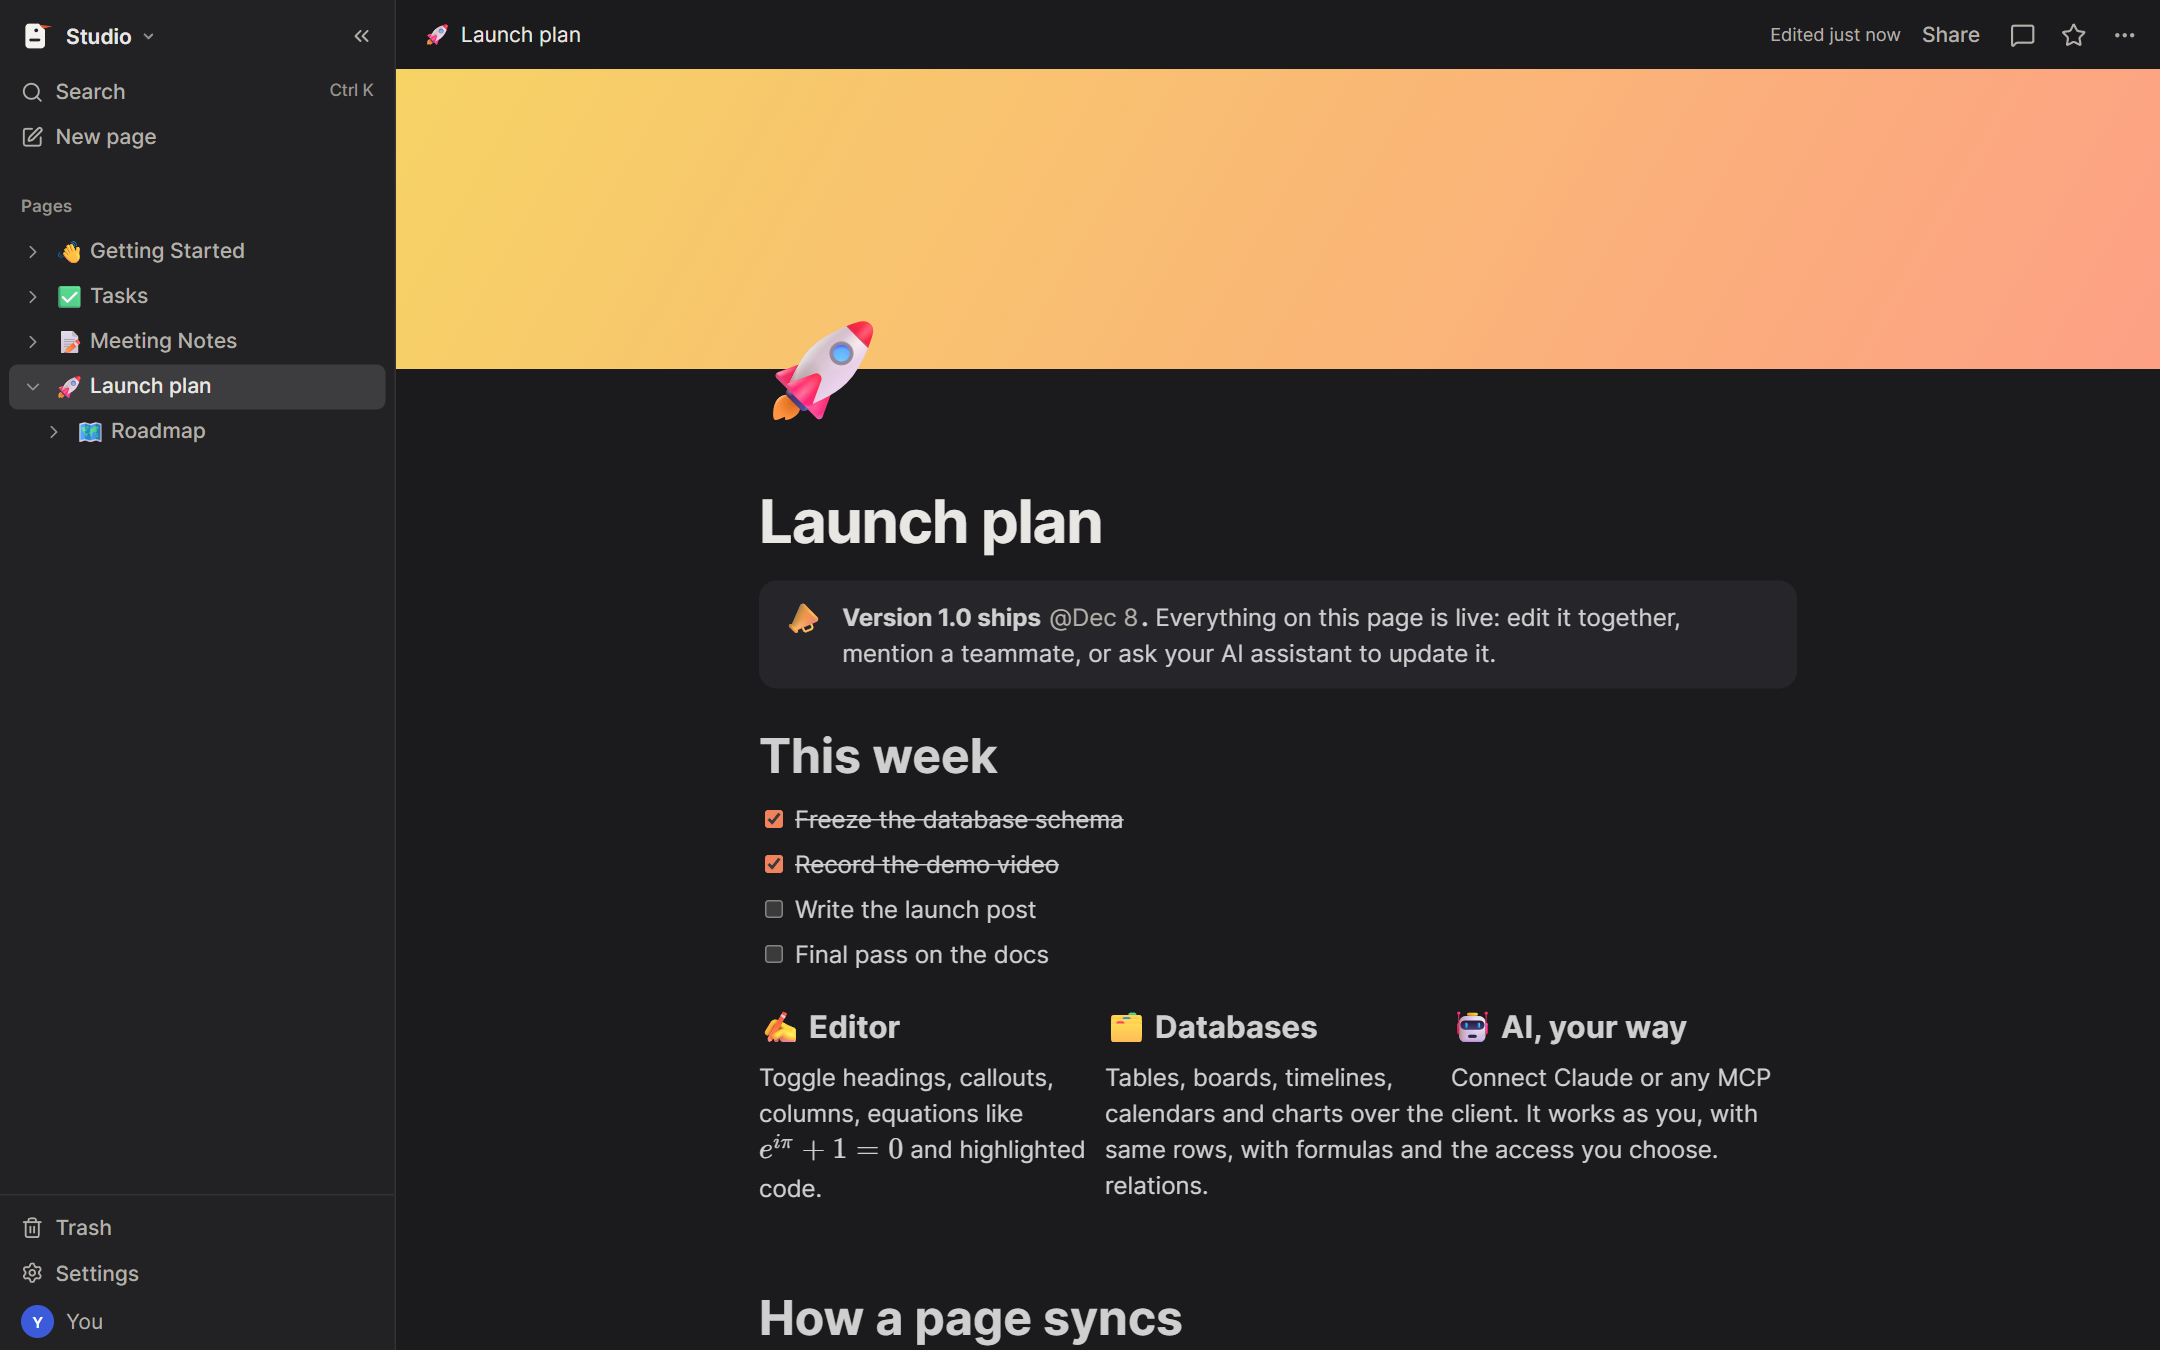 Studio
Search Ctrl K
New page
Pages
Getting Started
Tasks
Meeting Notes
Launch plan
Roadmap
Trash
Settings
Y You
Launch plan
Edited just now Share
Launch plan
Version 1.0 ships @Dec 8. Everything on this page is live: edit it together,
mention a teammate, or ask your AI assistant to update it.
This week
Freeze the database schema
Record the demo video
Write the launch post
Final pass on the docs
Editor
Toggle headings, callouts,
columns, equations like
e^{iπ} + 1 = 0 and highlighted
code.
Databases
Tables, boards, timelines,
calendars and charts over the
same rows, with formulas and
relations.
AI, your way
Connect Claude or any MCP
client. It works as you, with
the access you choose.
How a page syncs